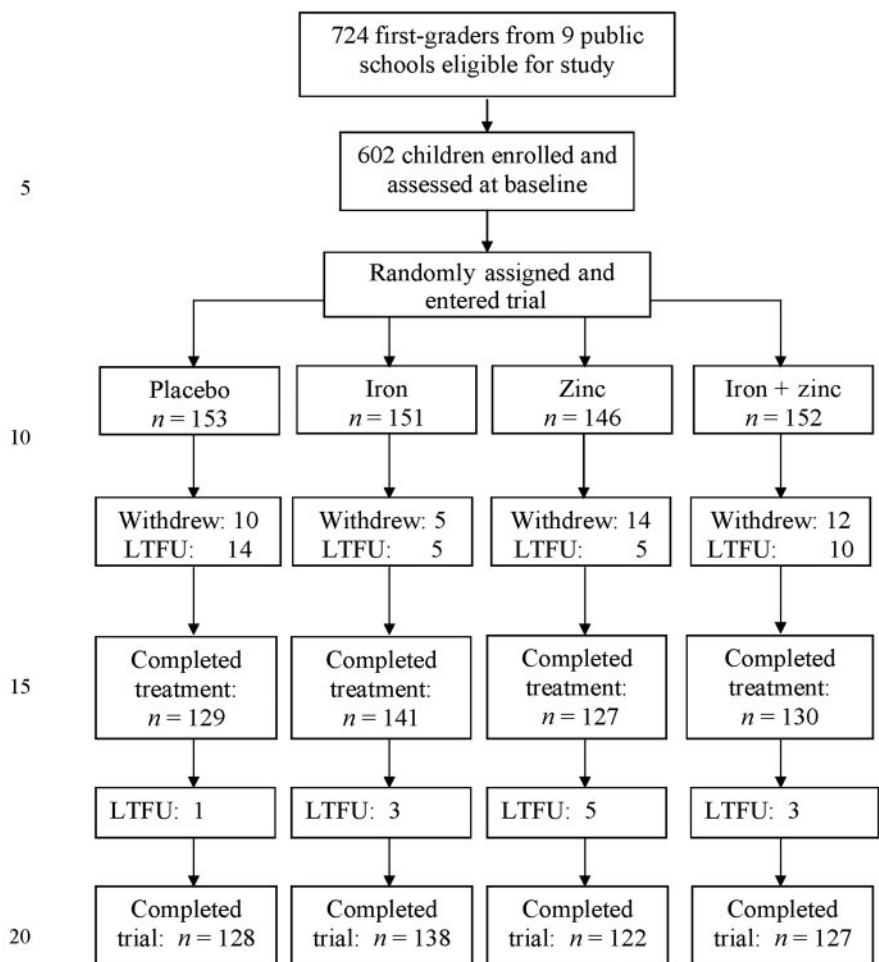 724 first-graders from 9 public
schools eligible for study
602 children enrolled and
assessed at baseline
5
Randomly assigned and
entered trial
Placebo
n = 153
Iron
n = 151
Zinc
n = 146
Iron + zinc
n = 152
10
Withdrew: 10
LTFU: 14
Withdrew: 5
LTFU: 5
Withdrew: 14
LTFU: 5
Withdrew: 12
LTFU: 10
Completed
treatment:
n = 129
Completed
treatment:
n = 141
Completed
treatment:
n = 127
Completed
treatment:
n = 130
15
LTFU: 1
LTFU: 3
LTFU: 5
LTFU: 3
Completed
trial: n = 128
Completed
trial: n = 138
Completed
trial: n = 122
Completed
trial: n = 127
20